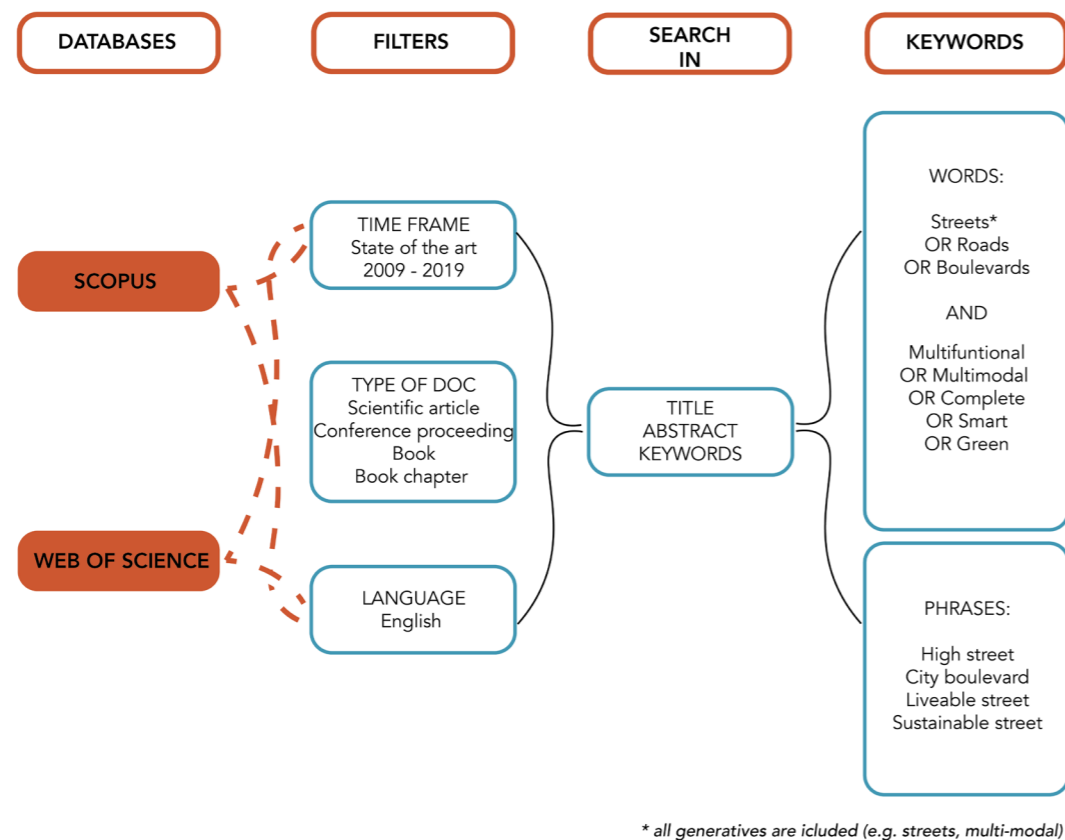 DATABASES
FILTERS
SEARCH
IN
KEYWORDS
SCOPUS
WEB OF SCIENCE
TIME FRAME
State of the art
2009 - 2019
TYPE OF DOC
Scientific article
Conference proceeding
Book
Book chapter
LANGUAGE
English
TITLE
ABSTRACT
KEYWORDS
WORDS:
Streets*
OR Roads
OR Boulevards
AND
Multifuntional
OR Multimodal
OR Complete
OR Smart
OR Green
PHRASES:
High street
City boulevard
Liveable street
Sustainable street
* all generatives are icluded (e.g. streets, multi-modal)